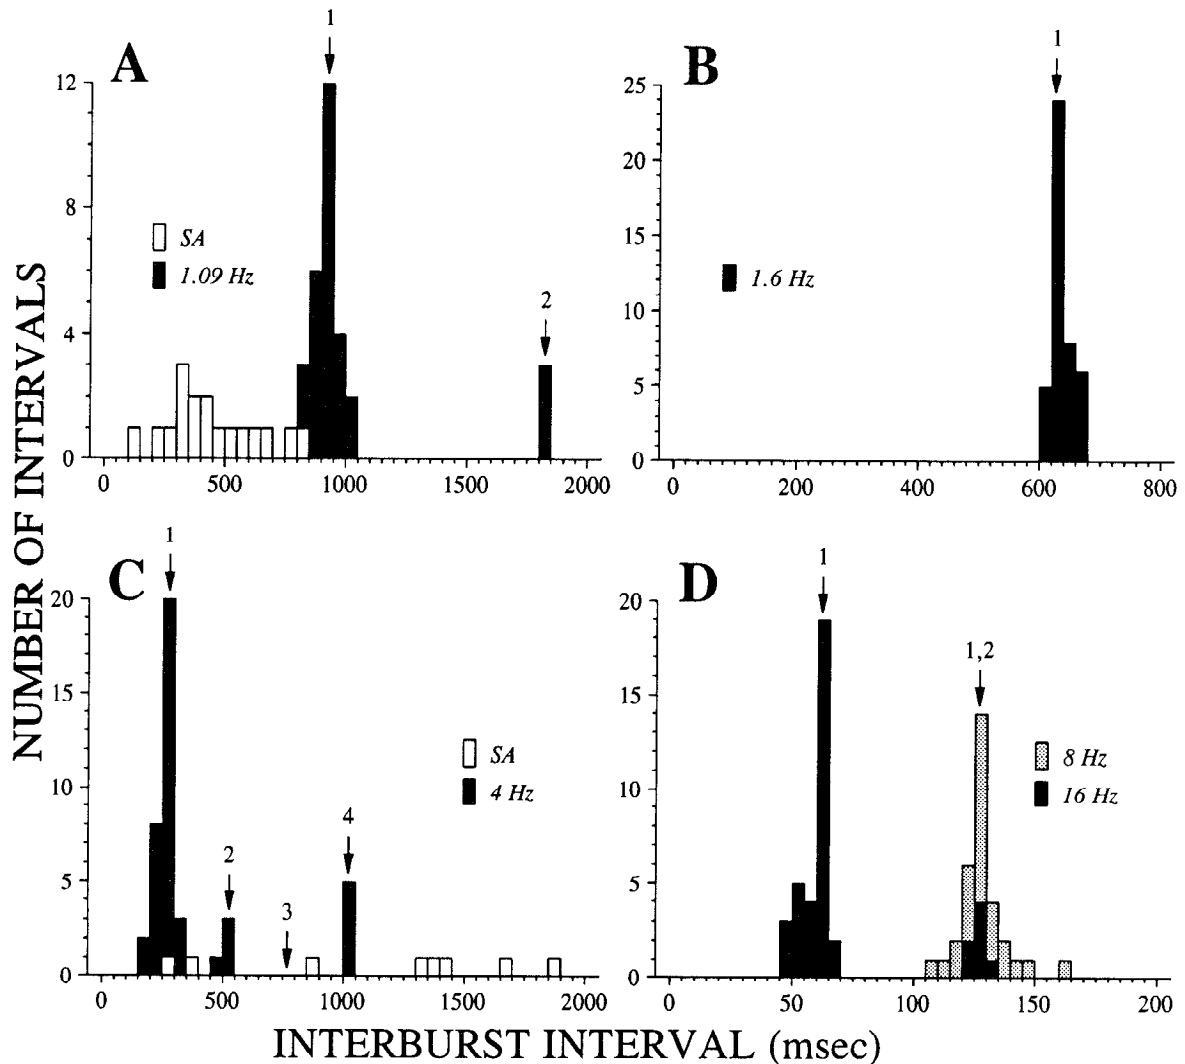 NUMBER OF INTERVALS
A
1
2
12
8
4
0
SA
1.09 Hz
0 500 1000 1500 2000
B
1
25
20
15
10
5
0
1.6 Hz
0 200 400 600 800
C
1
2
3
4
20
15
10
5
0
SA
4 Hz
0 500 1000 1500 2000
D
1
1,2
20
15
10
5
0
8 Hz
16 Hz
0 50 100 150 200
INTERBURST INTERVAL (msec)